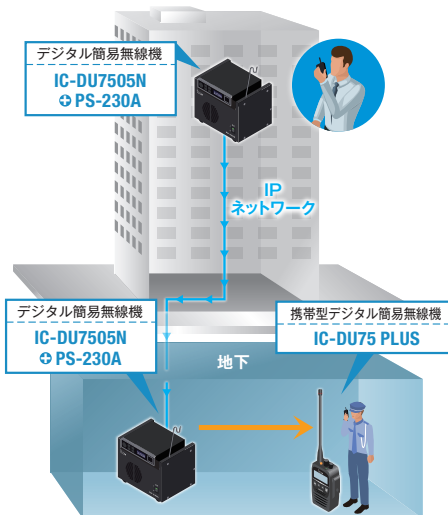 デジタル簡易無線機
IC-DU7505N
+ PS-230A
IP
ネットワーク
デジタル簡易無線機
IC-DU7505N
+ PS-230A
携帯型デジタル簡易無線機
IC-DU75 PLUS
地下